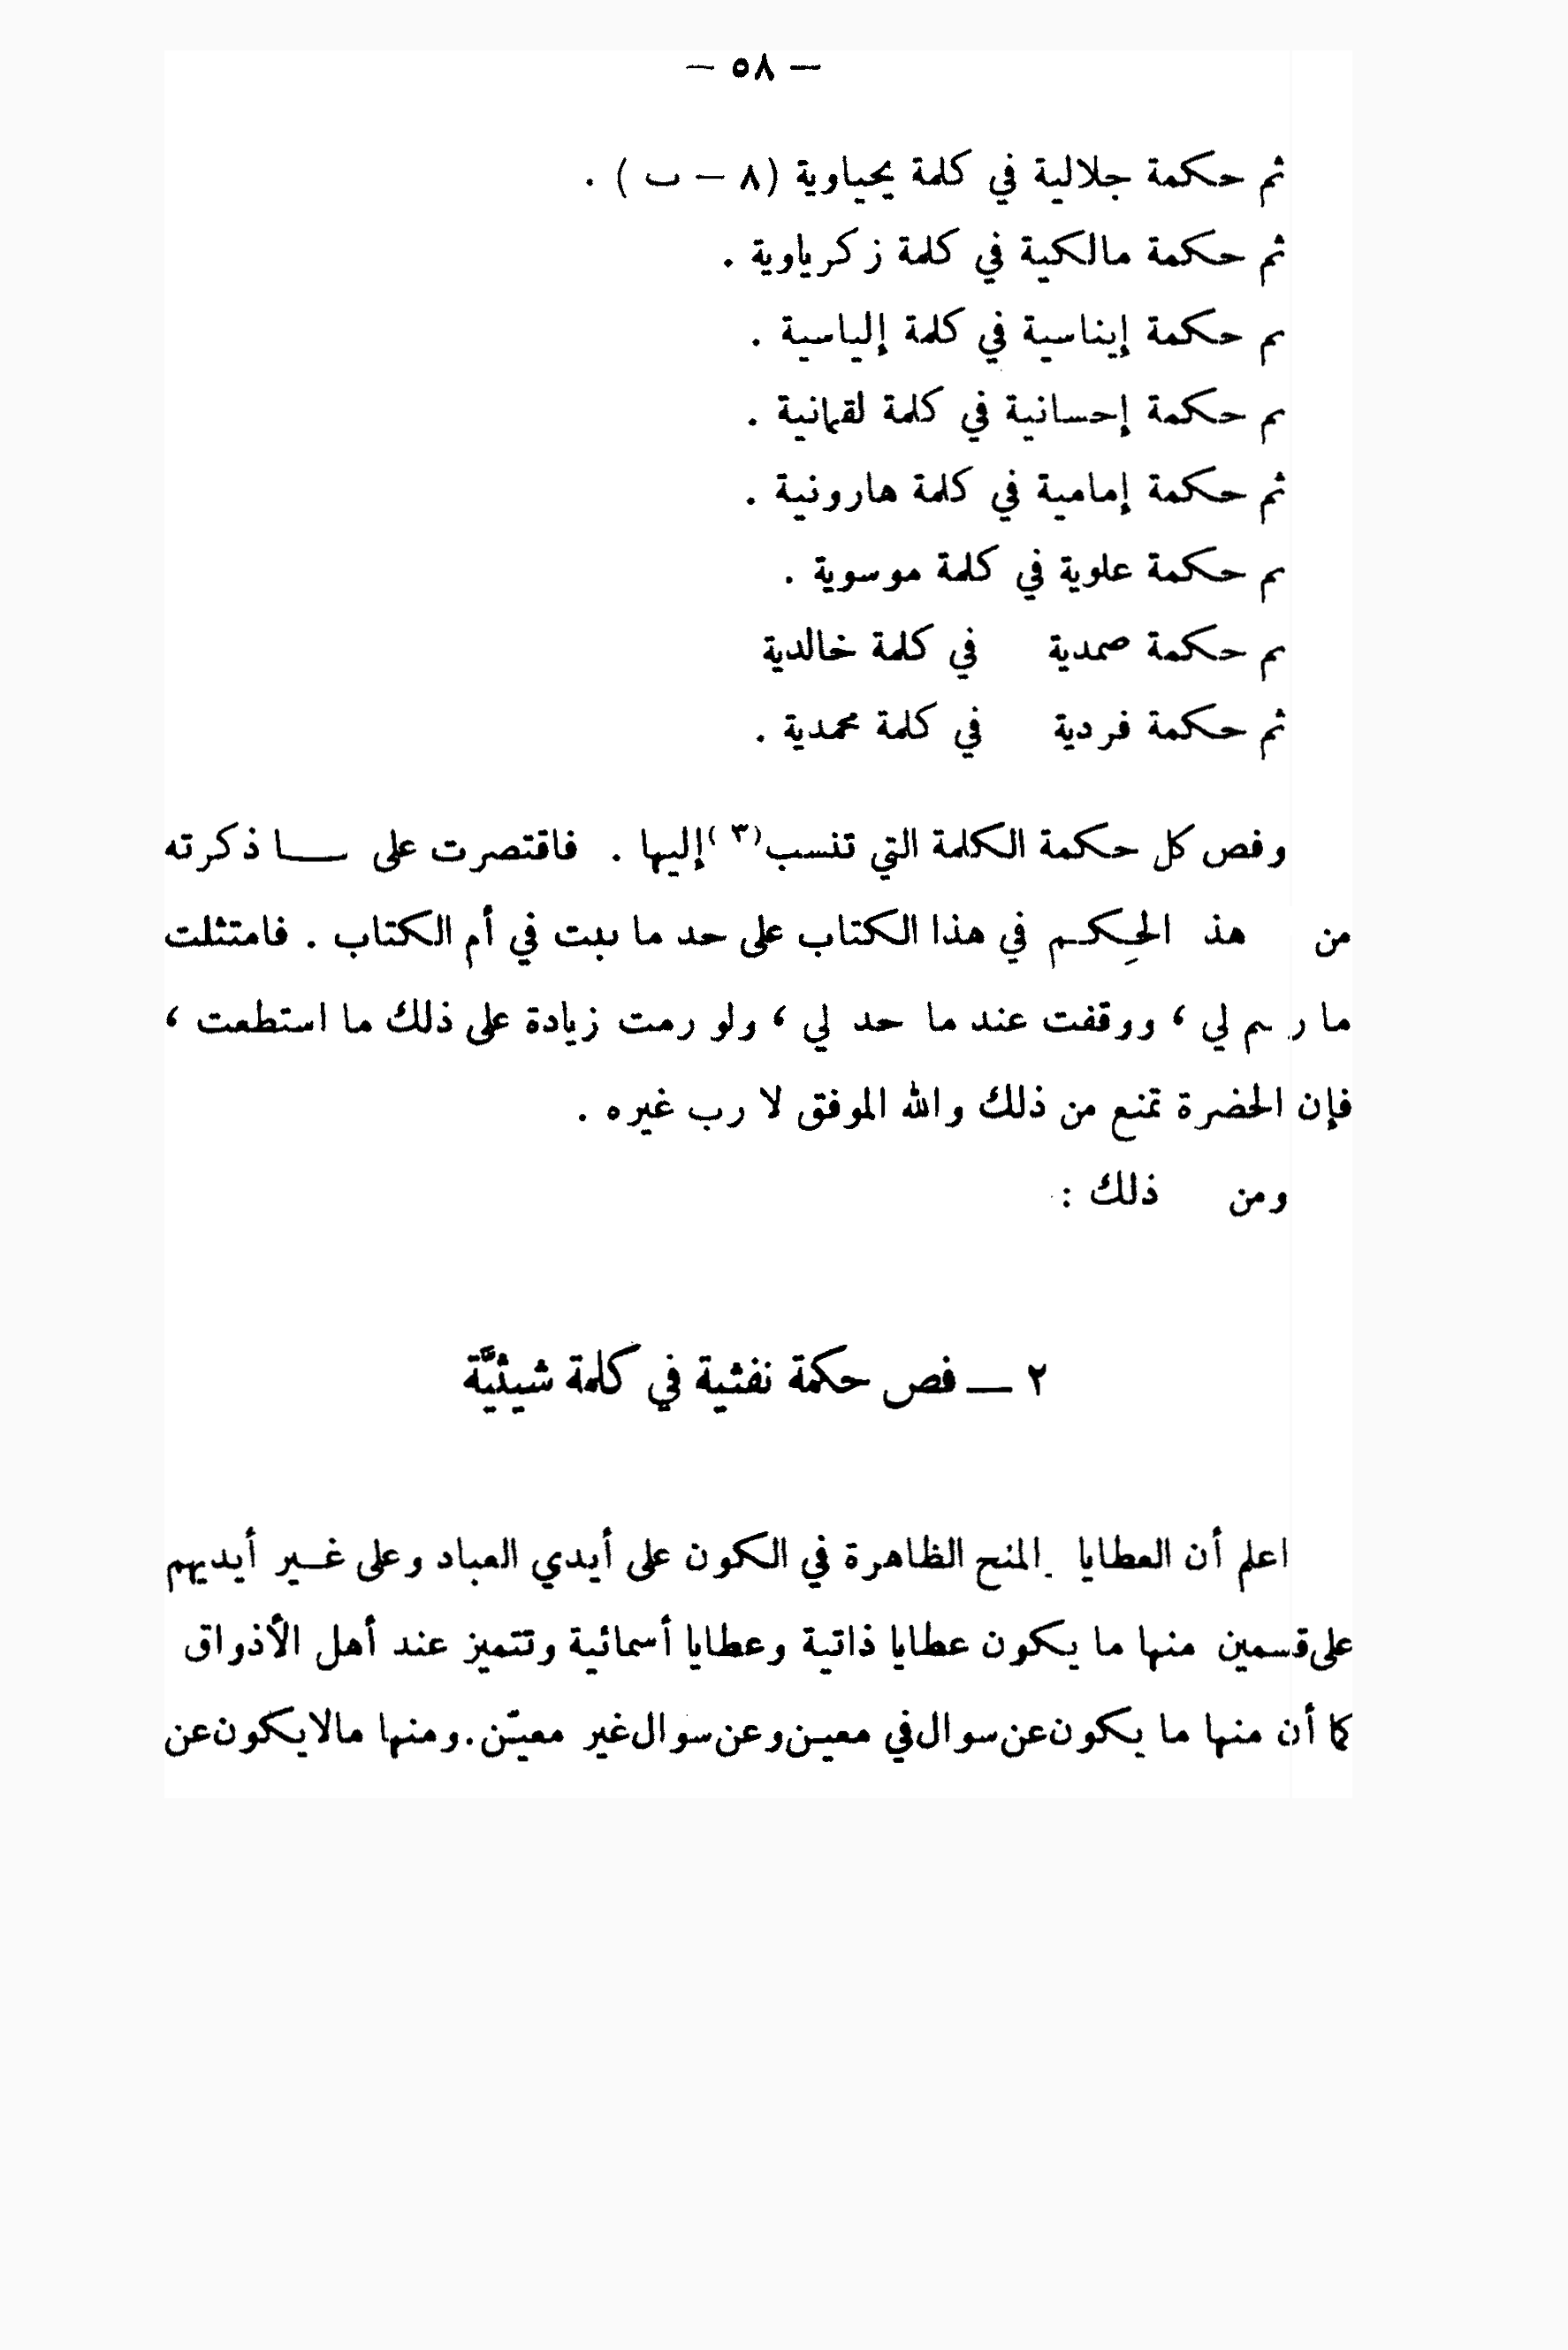 — ٥٨ —
ثم حكمة جلالية في كلمة يحياوية (٨ – ب) .
ثم حكمة مالكية في كلمة زكرياوية .
ثم حكمة إيناسية في كلمة إلياسية .
ثم حكمة إحسانية في كلمة لقمانية .
ثم حكمة إمامية في كلمة هارونية .
ثم حكمة علوية في كلمة موسوية .
ثم حكمة صمدية في كلمة خالدية
ثم حكمة فردية في كلمة محمدية .
وفص كل حكمة الكلمة التي تنسب(٣) إليها . فاقتصرت على ما ذكرته
من هذ الحِكم في هذا الكتاب على حد ما ثبت في أم الكتاب . فامتثلت
ما رسم لي ، ووقفت عند ما حد لي ، ولو رمت زيادة على ذلك ما استطعت ،
فإن الحضرة تمنع من ذلك والله الموفق لا رب غيره .
ومن ذلك :
٢ — فص حكمة نفثية في كلمة شيثيَّة
اعلم أن العطايا المنح الظاهرة في الكون على أيدي العباد وعلى غير أيديهم
على قسمين منها ما يكون عطايا ذاتية وعطايا أسمائية وتتميز عند أهل الأذواق
كما أن منها ما يكون عن سوال في معين وعن سوال غير معيّن. ومنها مالا يكون عن